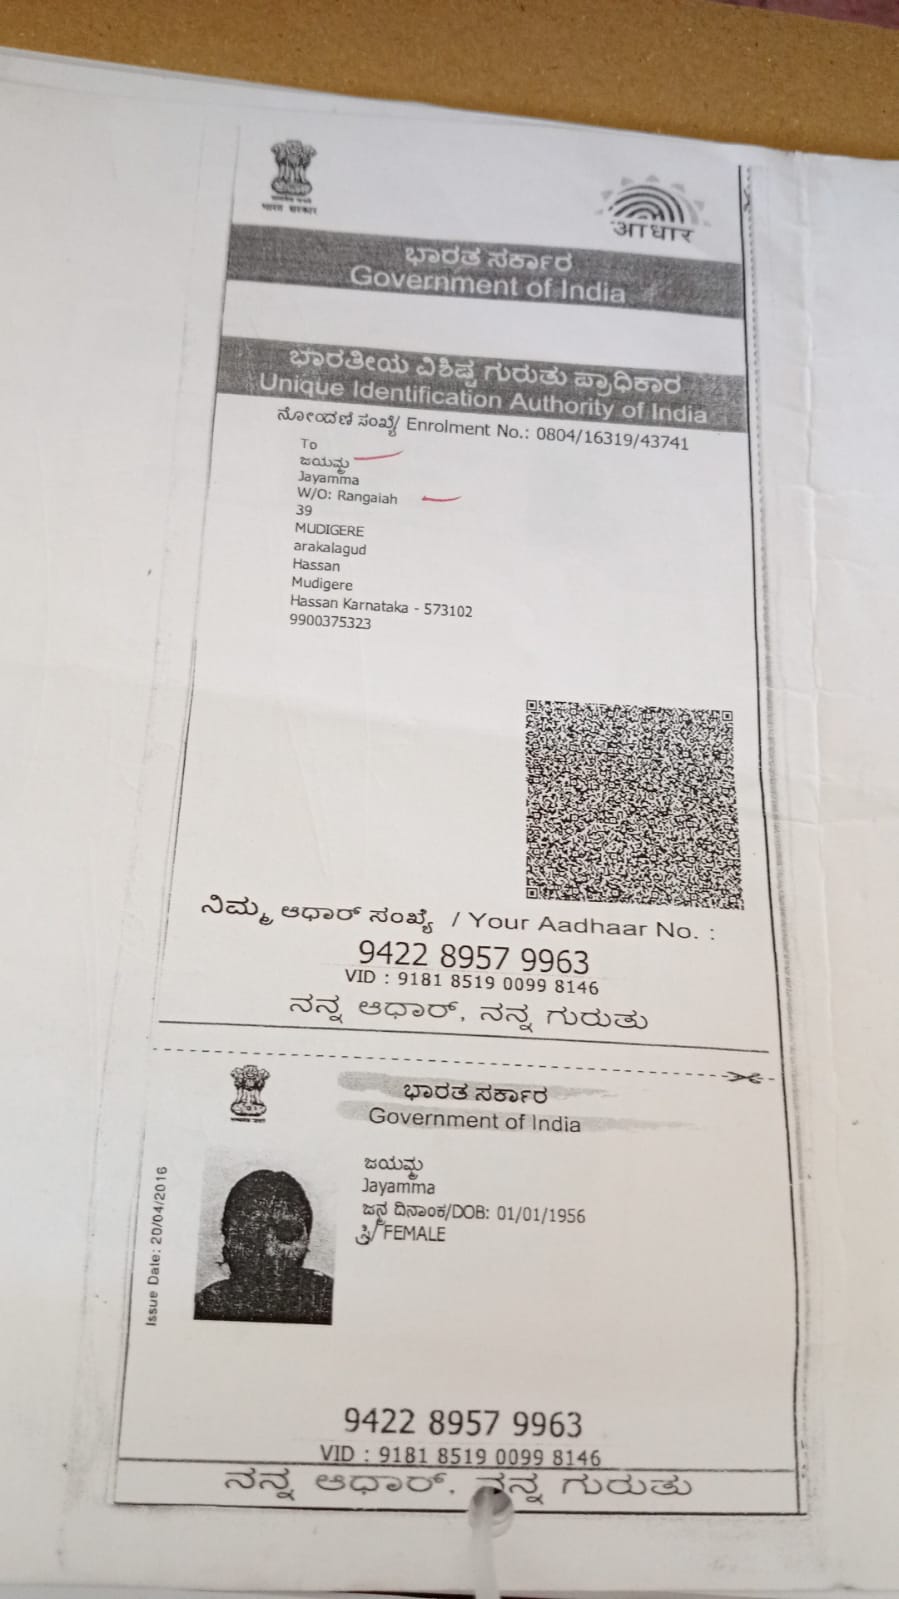 भारत सरकार
आधार
ಭಾರತ ಸರ್ಕಾರ
Government of India
ಭಾರತೀಯ ವಿಶಿಷ್ಟ ಗುರುತು ಪ್ರಾಧಿಕಾರ
Unique Identification Authority of India
ನೋಂದಣಿ ಸಂಖ್ಯೆ/ Enrolment No.: 0804/16319/43741
To
ಜಯಮ್ಮ
Jayamma
W/O: Rangaiah
39
MUDIGERE
arakalagud
Hassan
Mudigere
Hassan Karnataka - 573102
9900375323
ನಿಮ್ಮ ಆಧಾರ್ ಸಂಖ್ಯೆ / Your Aadhaar No. :
9422 8957 9963
VID : 9181 8519 0099 8146
ನನ್ನ ಆಧಾರ್, ನನ್ನ ಗುರುತು
ಭಾರತ ಸರ್ಕಾರ
Government of India
Issue Date: 20/04/2016
ಜಯಮ್ಮ
Jayamma
ಜನ್ಮ ದಿನಾಂಕ/DOB: 01/01/1956
ಸ್ತ್ರೀ/ FEMALE
9422 8957 9963
VID : 9181 8519 0099 8146
ನನ್ನ ಆಧಾರ್, ನನ್ನ ಗುರುತು